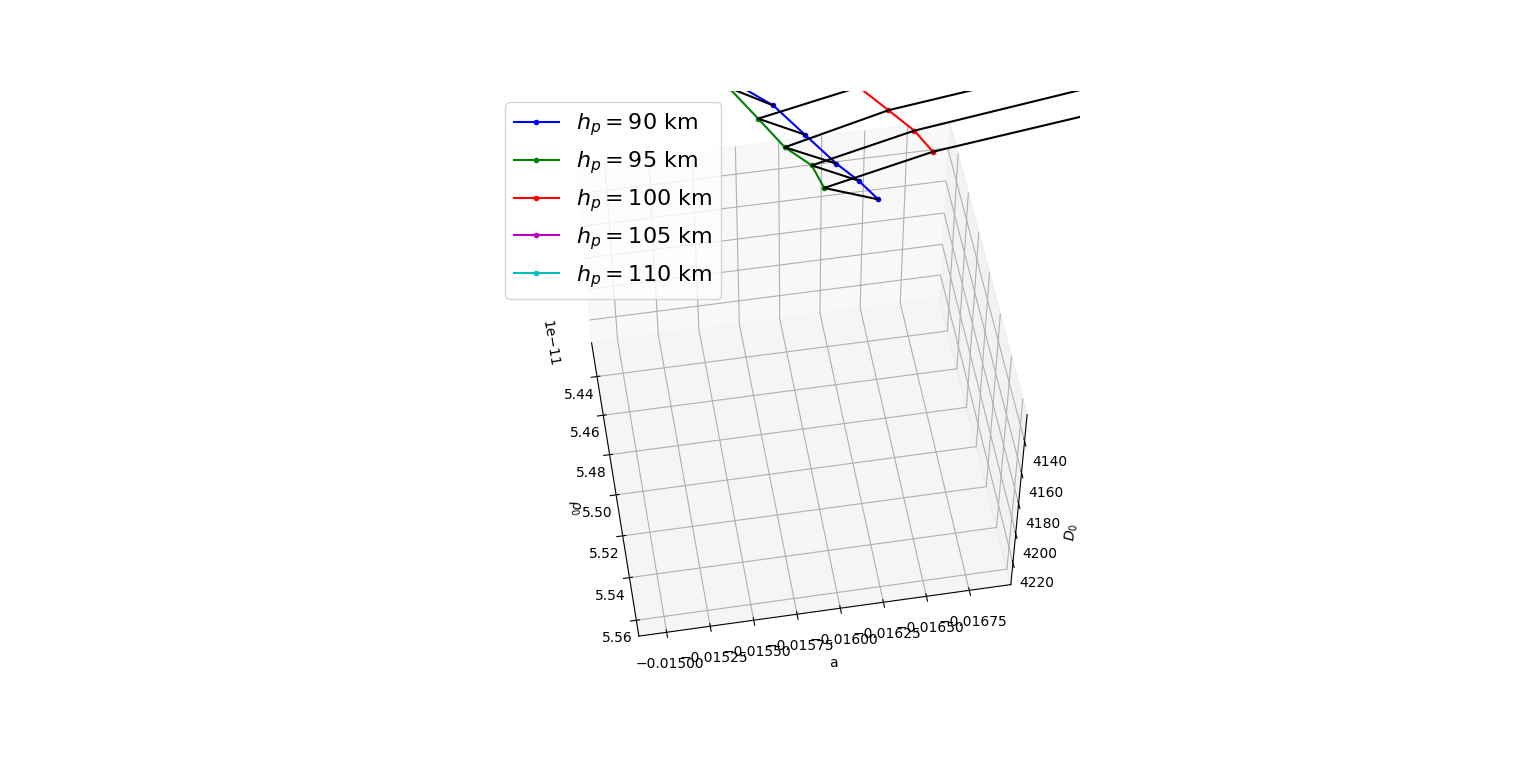 h_p = 90 km
h_p = 95 km
h_p = 100 km
h_p = 105 km
h_p = 110 km
1e−11
5.44
5.46
5.48
5.50
5.52
5.54
5.56
ρ₀
−0.01500
−0.01525
−0.01550
−0.01575
−0.01600
−0.01625
−0.01650
−0.01675
a
4140
4160
4180
4200
4220
D₀